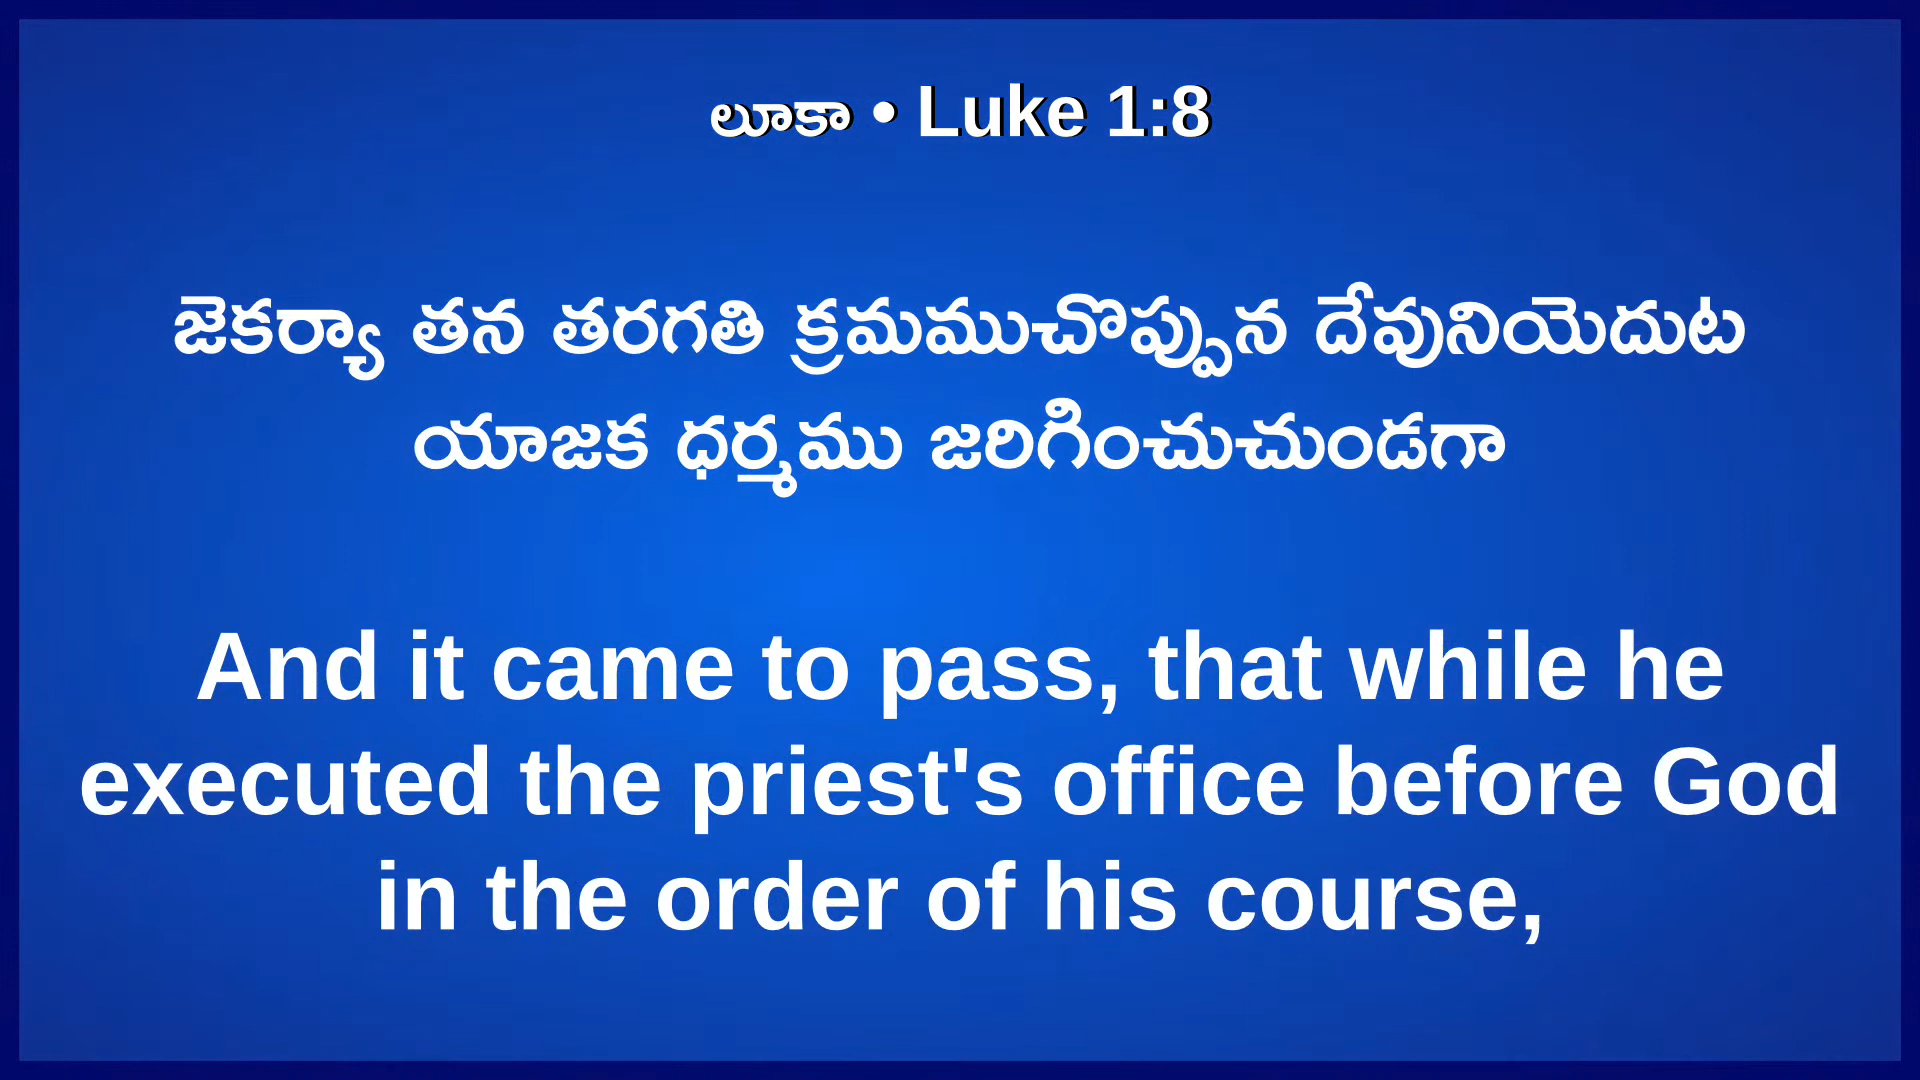 లూకా • Luke 1:8
జెకర్యా తన తరగతి క్రమముచొప్పున దేవునియెదుట
యాజక ధర్మము జరిగించుచుండగా
And it came to pass, that while he
executed the priest's office before God
in the order of his course,